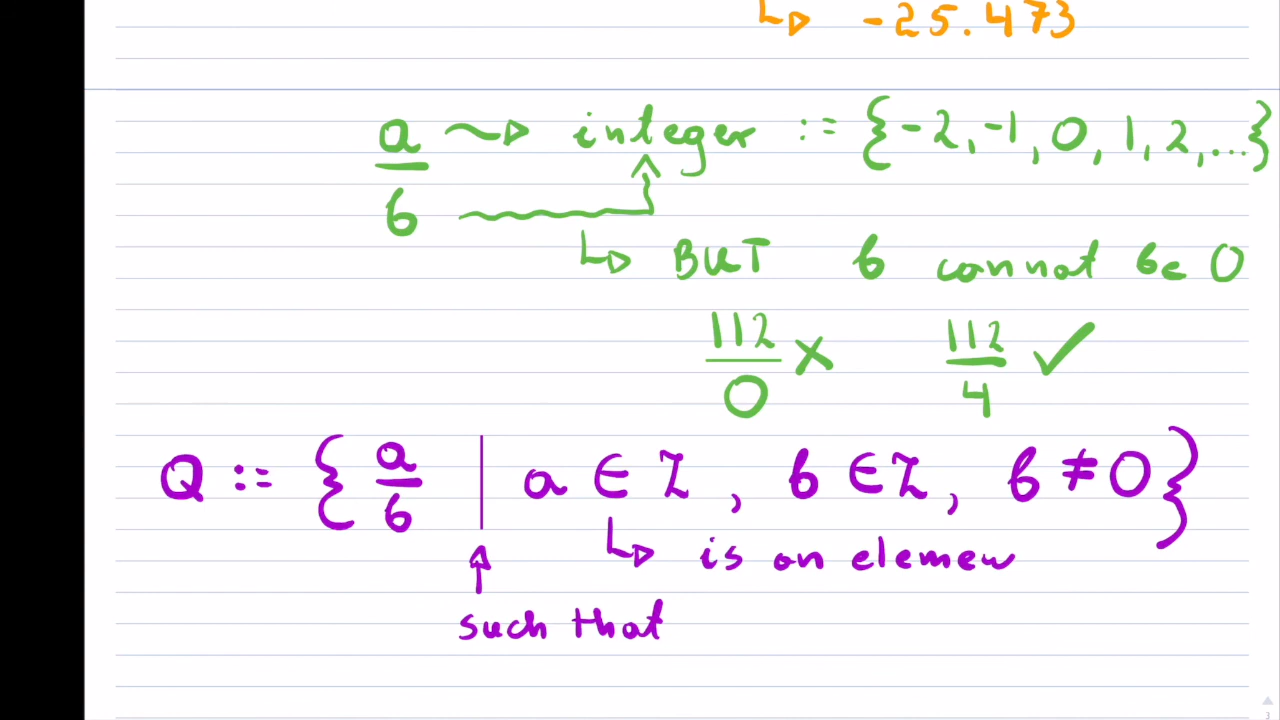 -25.473
a/b integer := {-2, -1, 0, 1, 2, ...}
BUT b cannot be 0
112/0 × 112/4 ✓
Q := {a/b | a ∈ Z, b ∈ Z, b ≠ 0}
is an elemen
such that
3